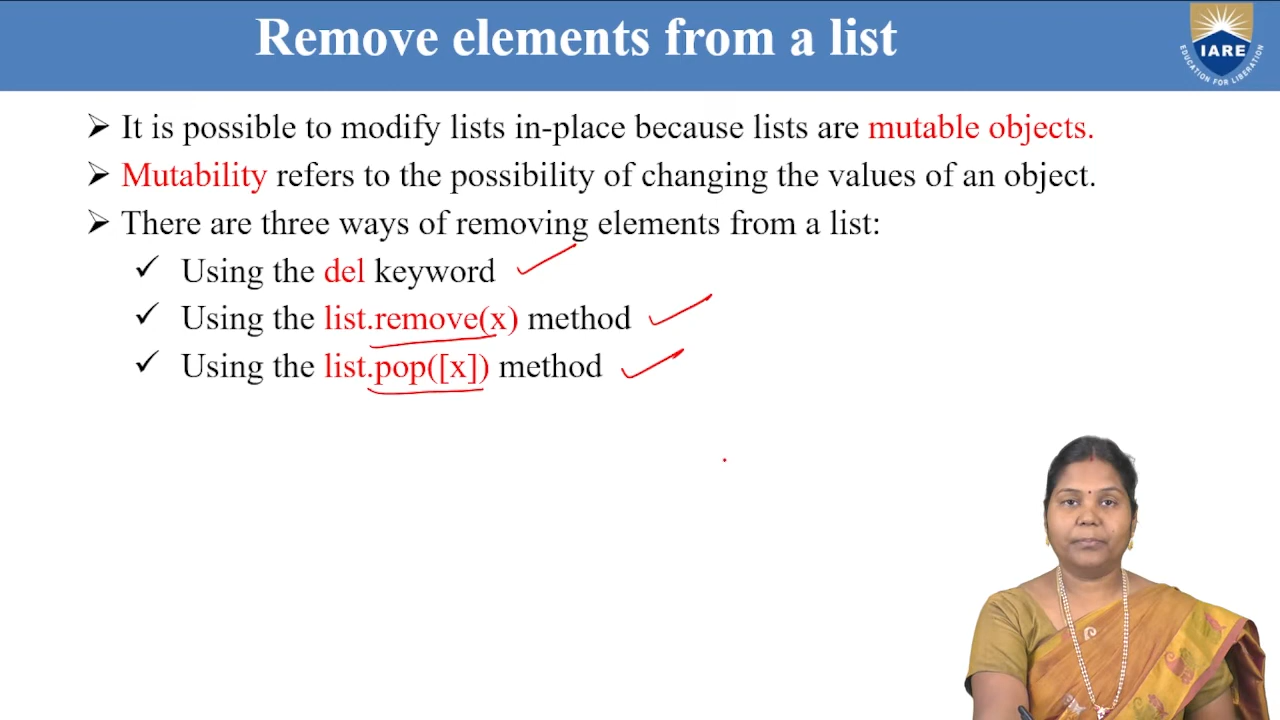 Remove elements from a list
IARE
EDUCATION FOR LIBERATION
It is possible to modify lists in-place because lists are mutable objects.
Mutability refers to the possibility of changing the values of an object.
There are three ways of removing elements from a list:
Using the del keyword
Using the list.remove(x) method
Using the list.pop([x]) method